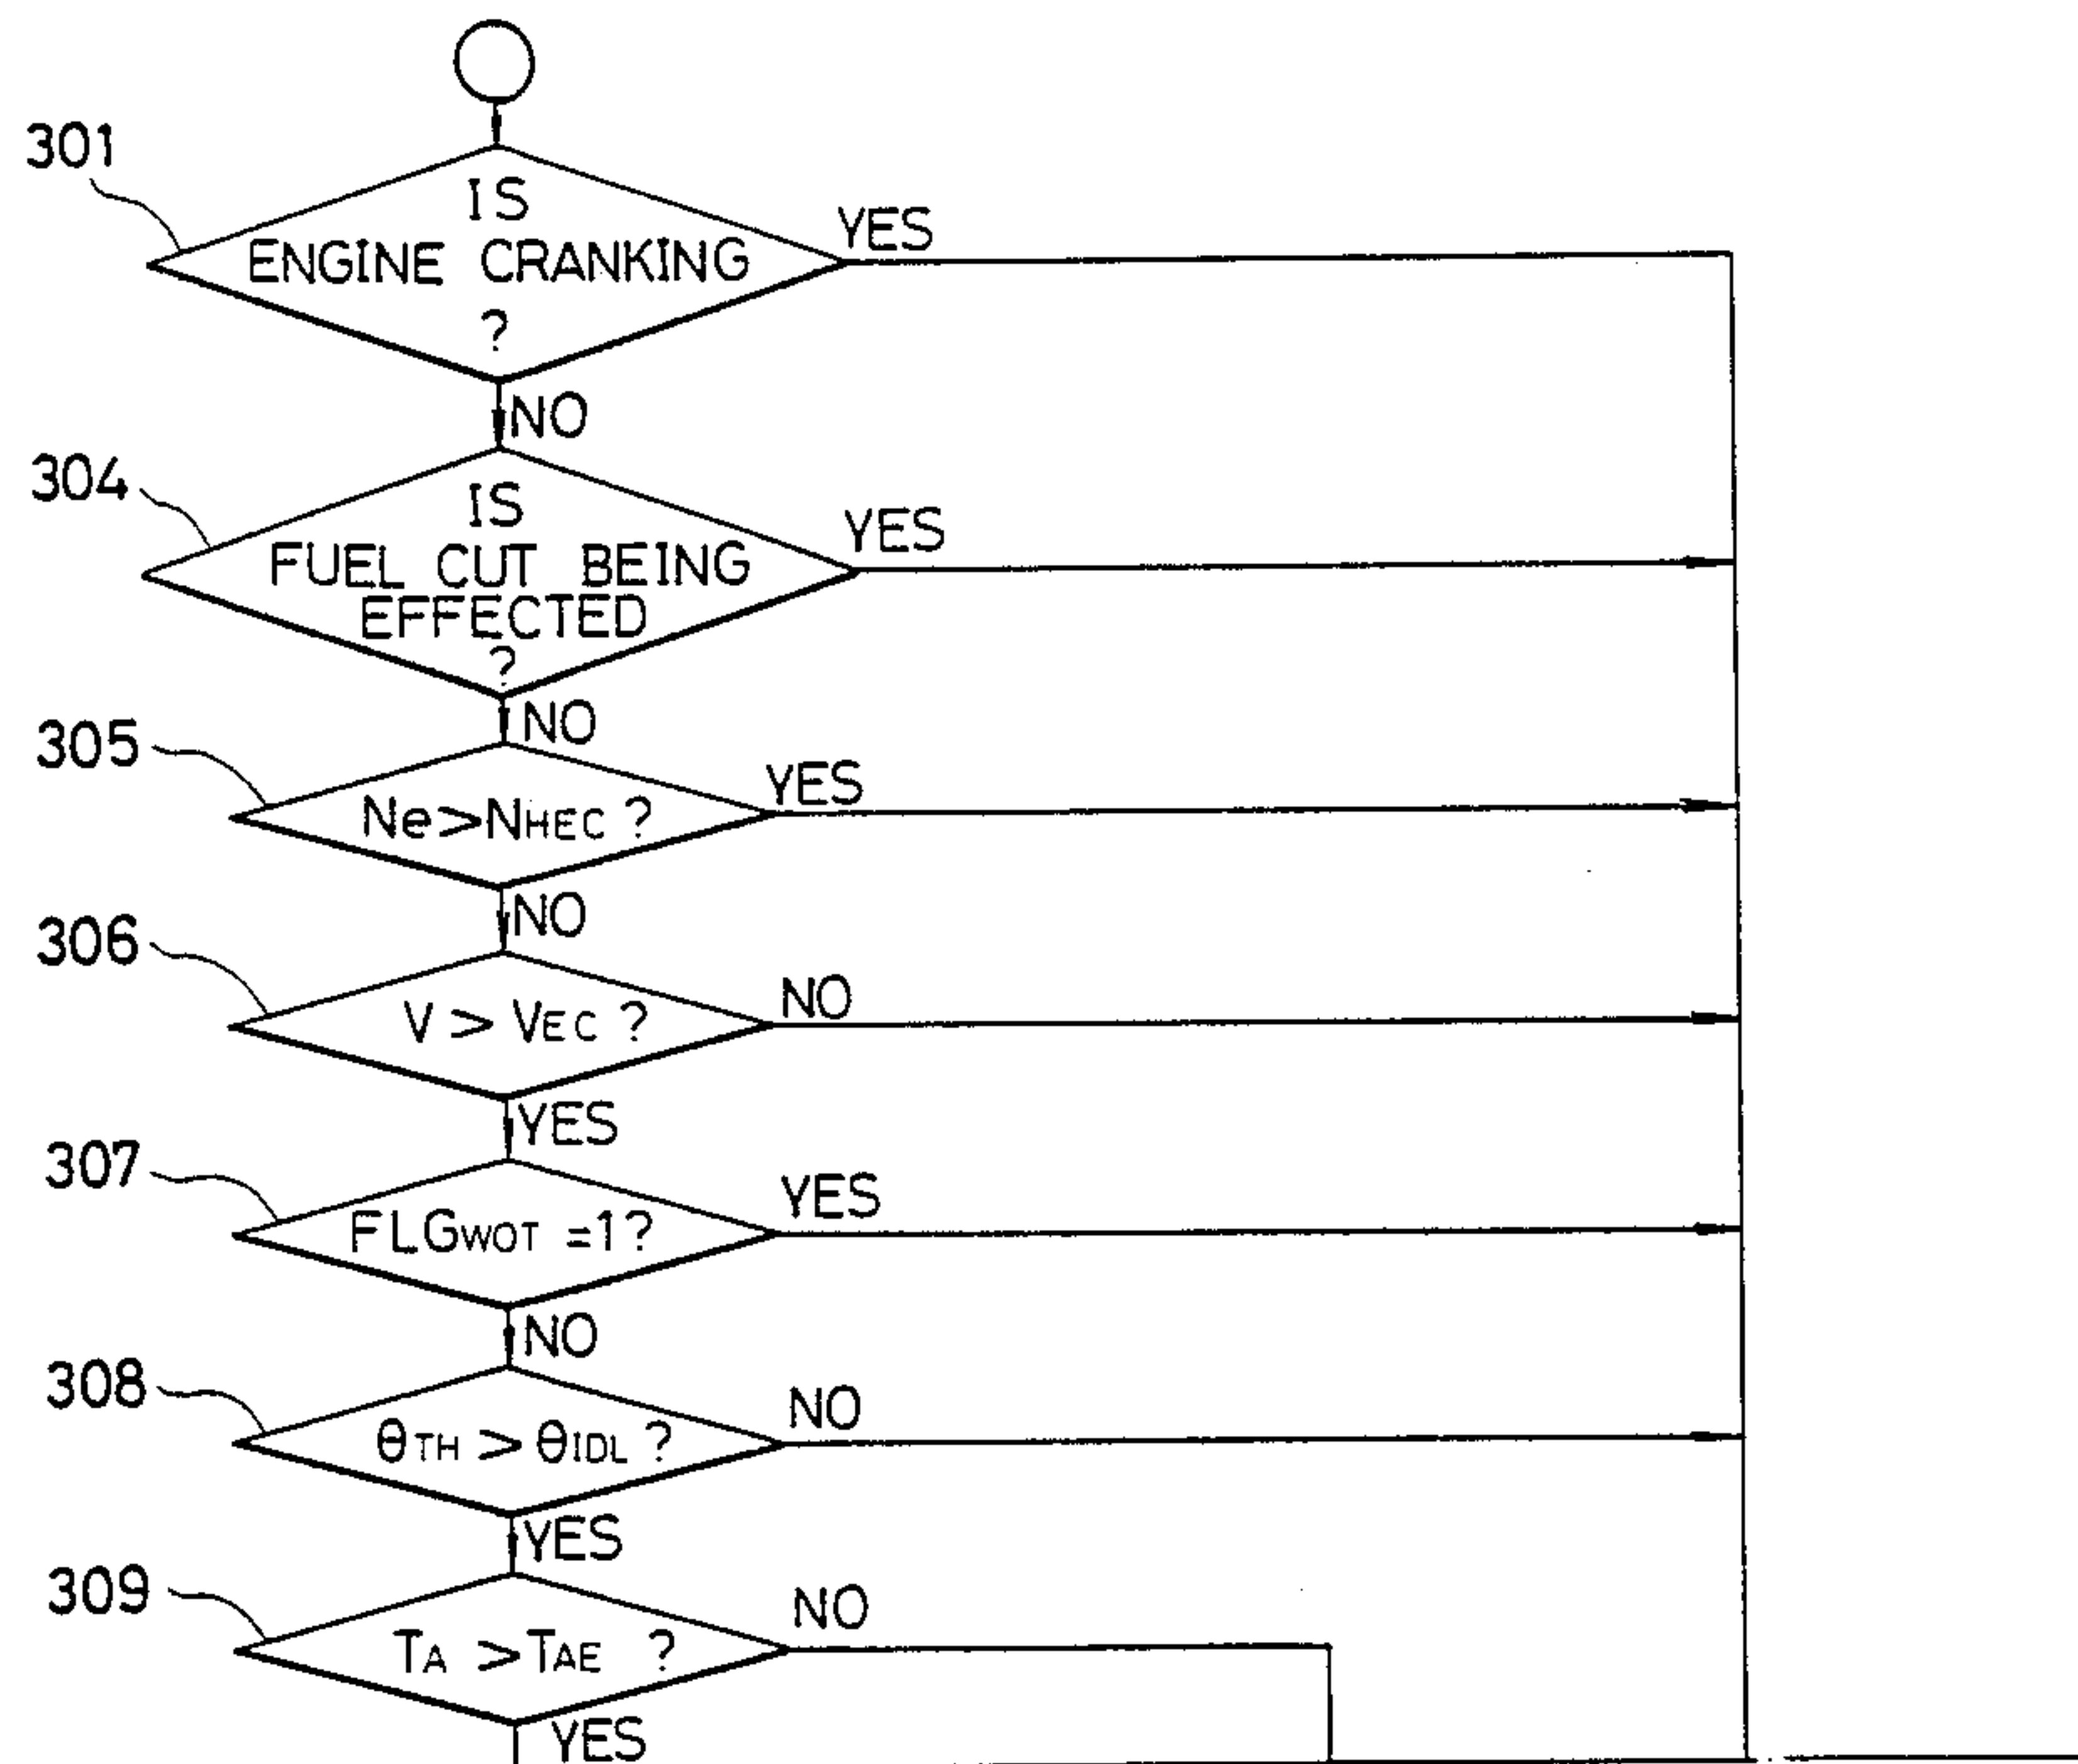 301
IS
ENGINE CRANKING
?
YES
NO
304
IS
FUEL CUT BEING
EFFECTED
?
YES
NO
305
Ne>NHEC ?
YES
NO
306
V > VEC ?
NO
YES
307
FLGWOT =1?
YES
NO
308
θTH > θIDL ?
NO
YES
309
TA >TAE ?
NO
YES